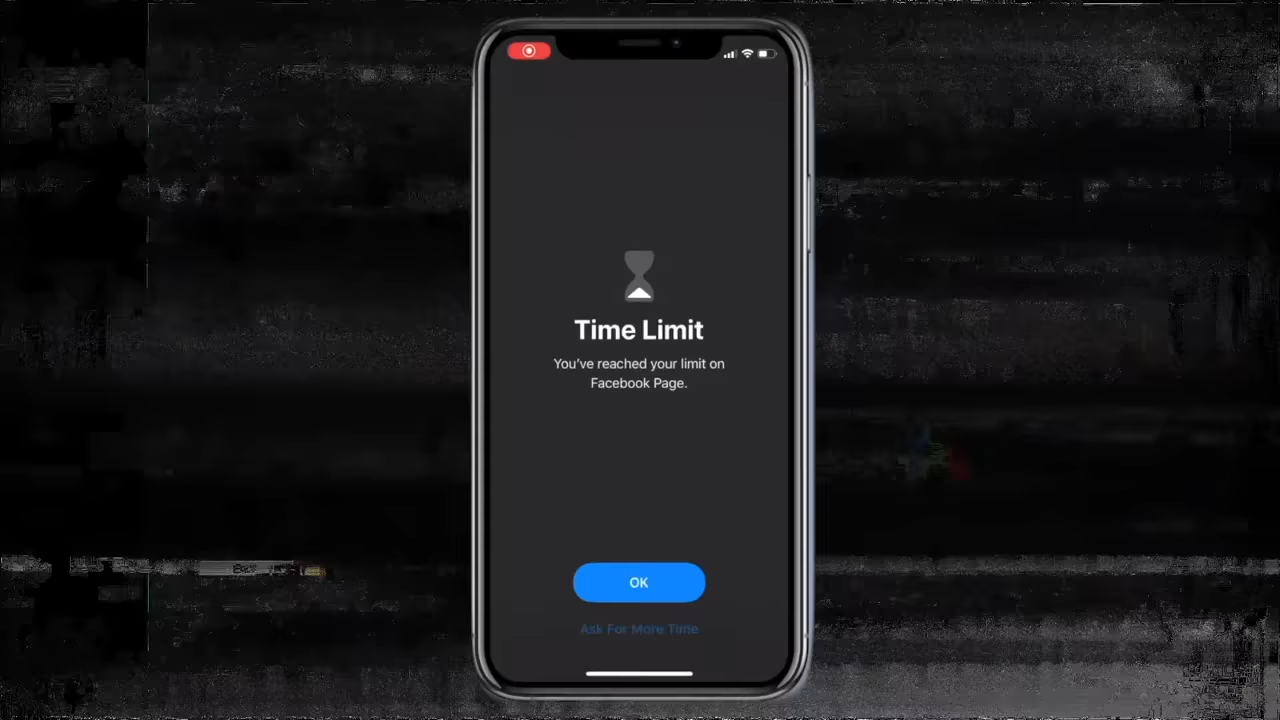 Time Limit
You've reached your limit on
Facebook Page.
OK
Ask For More Time